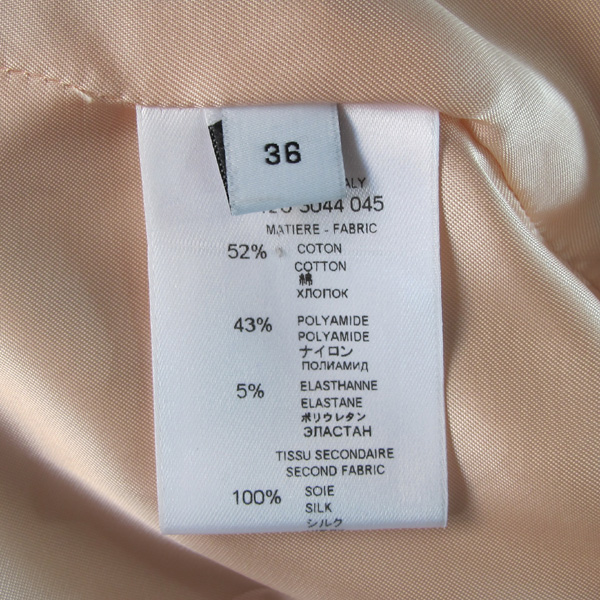 36
ALY
3044 045
MATIERE - FABRIC
52% COTON
COTTON
綿
ХЛОПОК
43% POLYAMIDE
POLYAMIDE
ナイロン
ПОЛИАМИД
5% ELASTHANNE
ELASTANE
ポリウレタン
ЭЛАСТАН
TISSU SECONDAIRE
SECOND FABRIC
100% SOIE
SILK
シルク